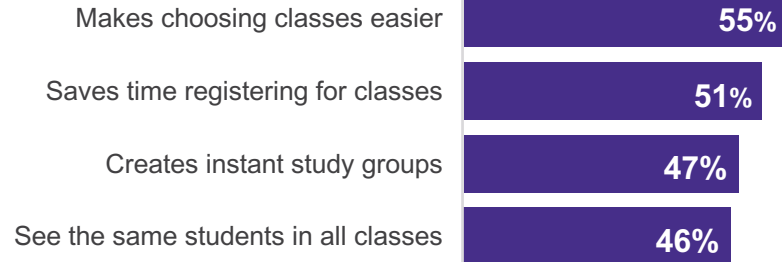 Makes choosing classes easier 55%
Saves time registering for classes 51%
Creates instant study groups 47%
See the same students in all classes 46%